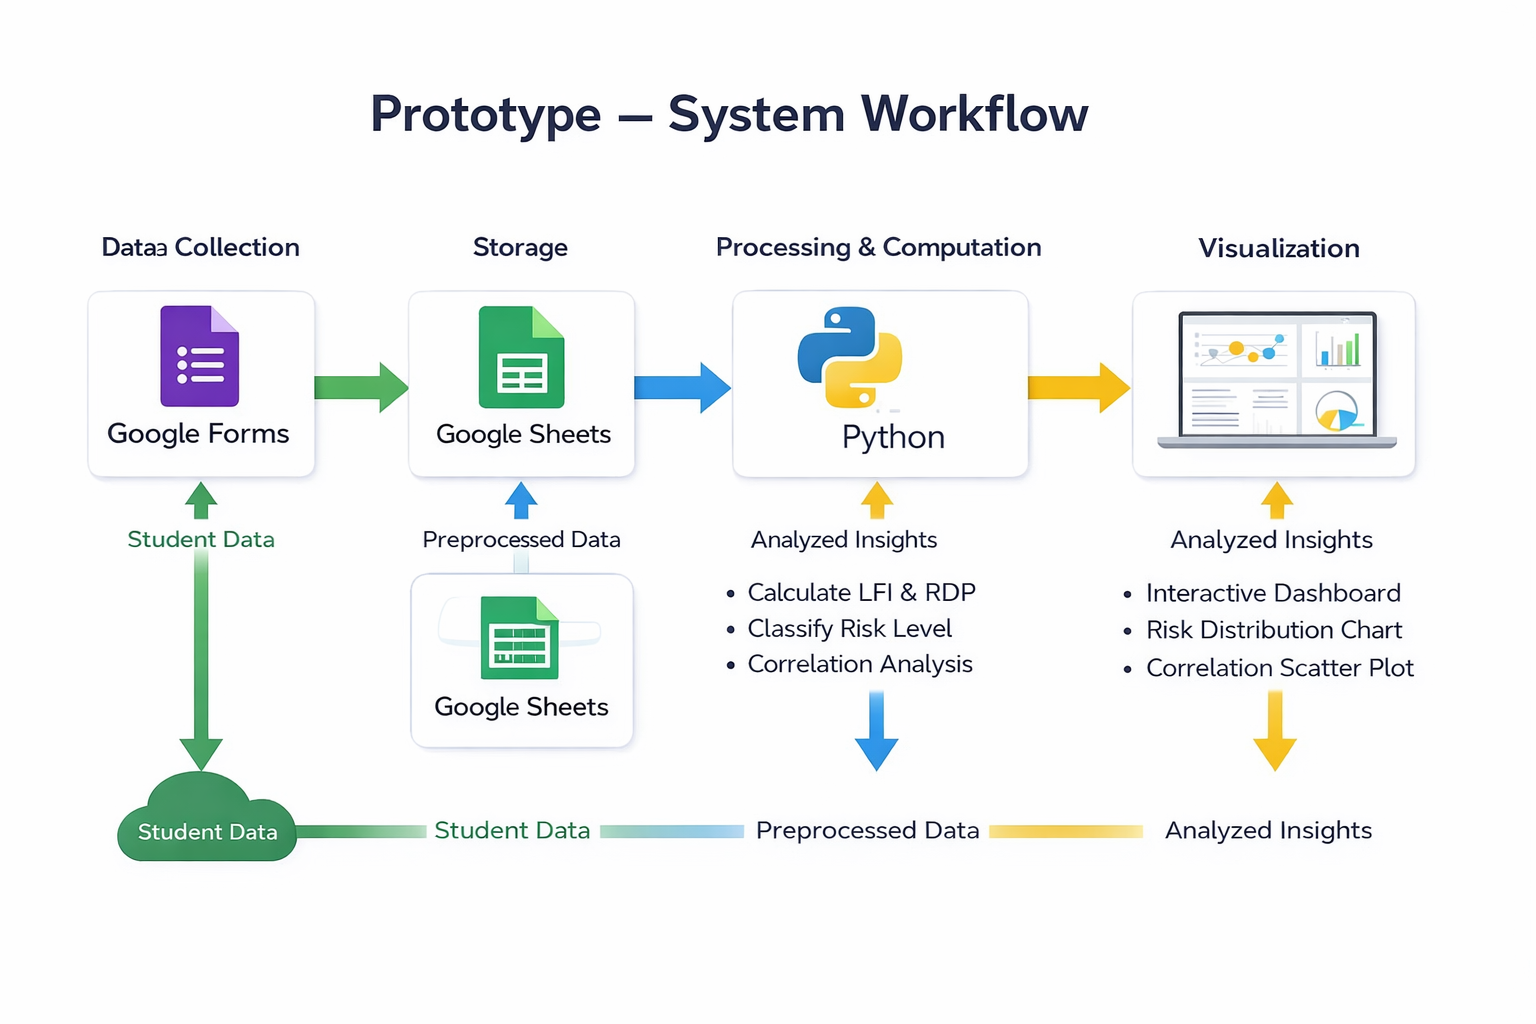 Prototype — System Workflow
Dataa Collection
Storage
Processing & Computation
Visualization
Google Forms
Google Sheets
Python
Student Data
Preprocessed Data
Analyzed Insights
Analyzed Insights
• Calculate LFI & RDP
• Classify Risk Level
• Correlation Analysis
• Interactive Dashboard
• Risk Distribution Chart
• Correlation Scatter Plot
Google Sheets
Student Data
Student Data
Preprocessed Data
Analyzed Insights